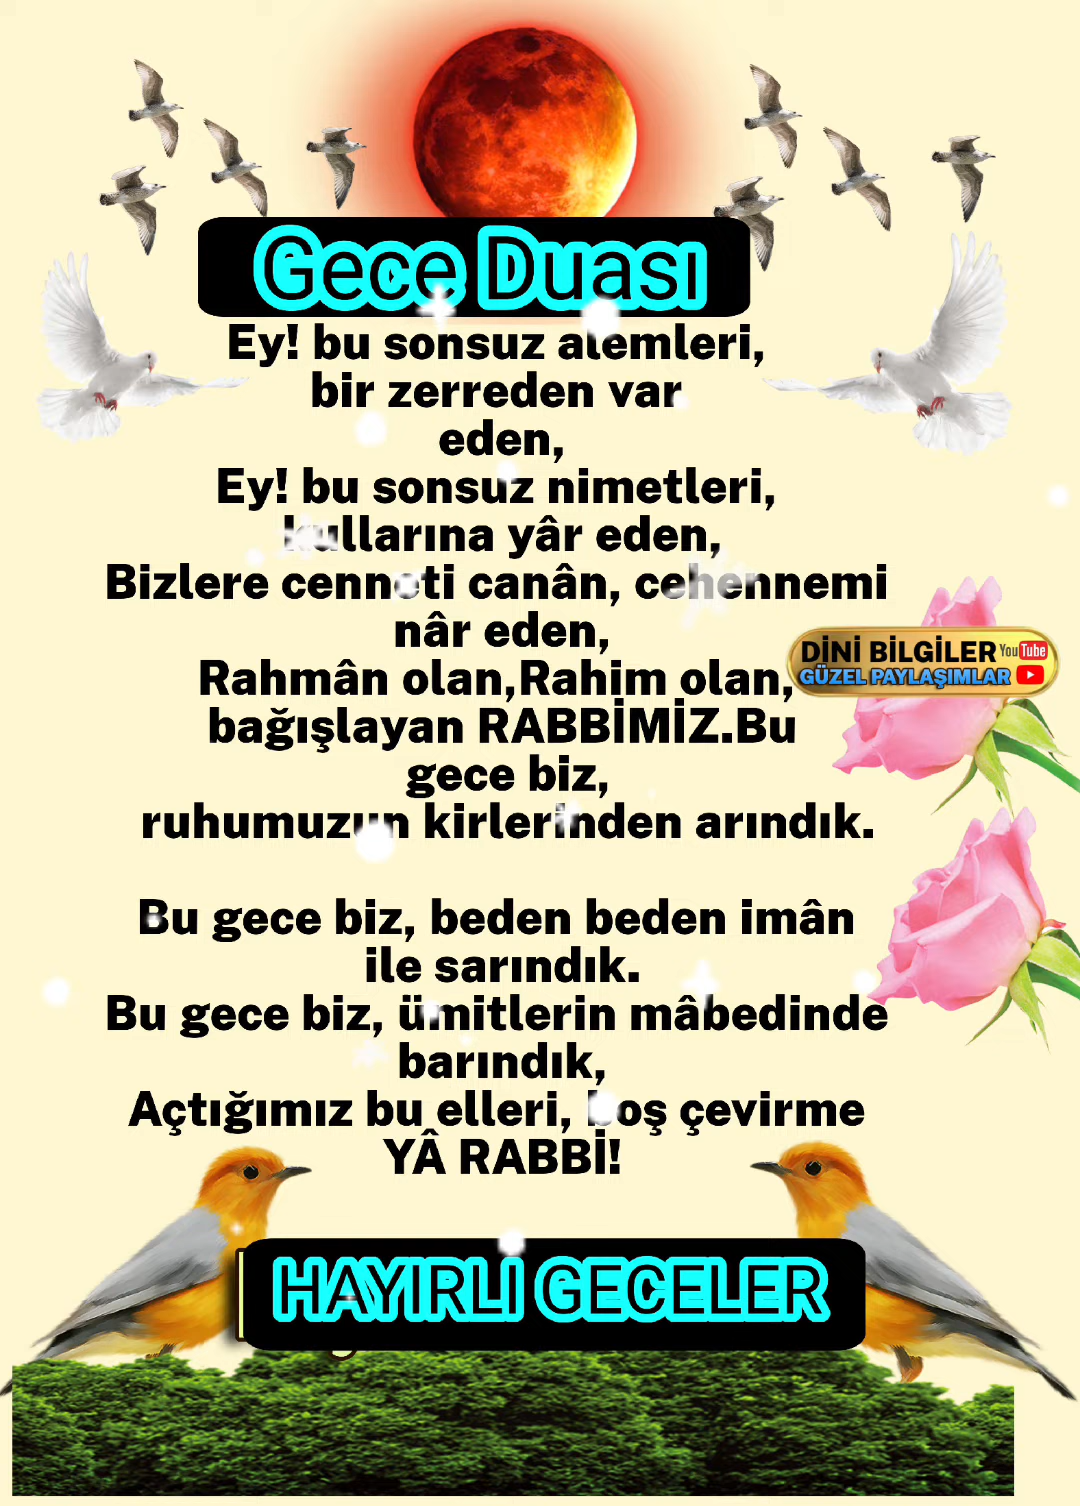 Gece Duası
Ey! bu sonsuz alemleri,
bir zerreden var
eden,
Ey! bu sonsuz nimetleri,
kullarına yâr eden,
Bizlere cenneti canân, cehennemi
nâr eden,
Rahmân olan,Rahim olan,
bağışlayan RABBİMİZ.Bu
gece biz,
ruhumuzun kirlerinden arındık.
Bu gece biz, beden beden imân
ile sarındık.
Bu gece biz, ümitlerin mâbedinde
barındık,
Açtığımız bu elleri, boş çevirme
YÂ RABBİ!
DİNİ BİLGİLER YouTube
GÜZEL PAYLAŞIMLAR
HAYIRLI GECELER